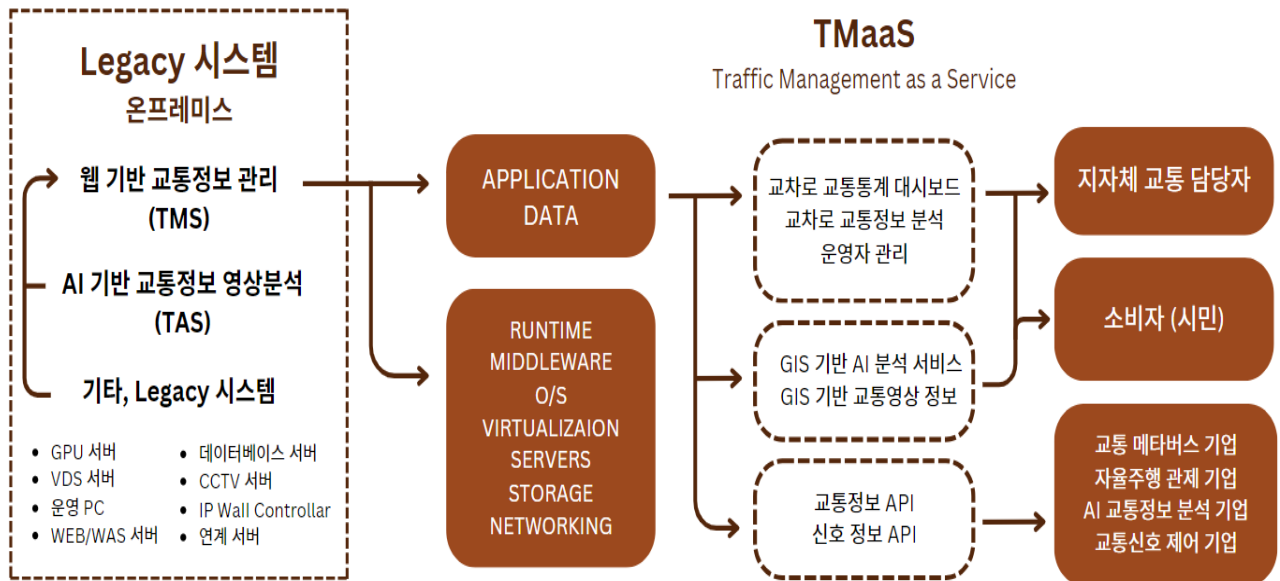 Legacy 시스템
온프레미스
웹 기반 교통정보 관리
(TMS)
AI 기반 교통정보 영상분석
(TAS)
기타, Legacy 시스템
• GPU 서버
• VDS 서버
• 운영 PC
• WEB/WAS 서버
• 데이터베이스 서버
• CCTV 서버
• IP Wall Controllar
• 연계 서버
TMaaS
Traffic Management as a Service
APPLICATION
DATA
RUNTIME
MIDDLEWARE
O/S
VIRTUALIZAION
SERVERS
STORAGE
NETWORKING
교차로 교통통계 대시보드
교차로 교통정보 분석
운영자 관리
GIS 기반 AI 분석 서비스
GIS 기반 교통영상 정보
교통정보 API
신호 정보 API
지자체 교통 담당자
소비자 (시민)
교통 메타버스 기업
자율주행 관제 기업
AI 교통정보 분석 기업
교통신호 제어 기업